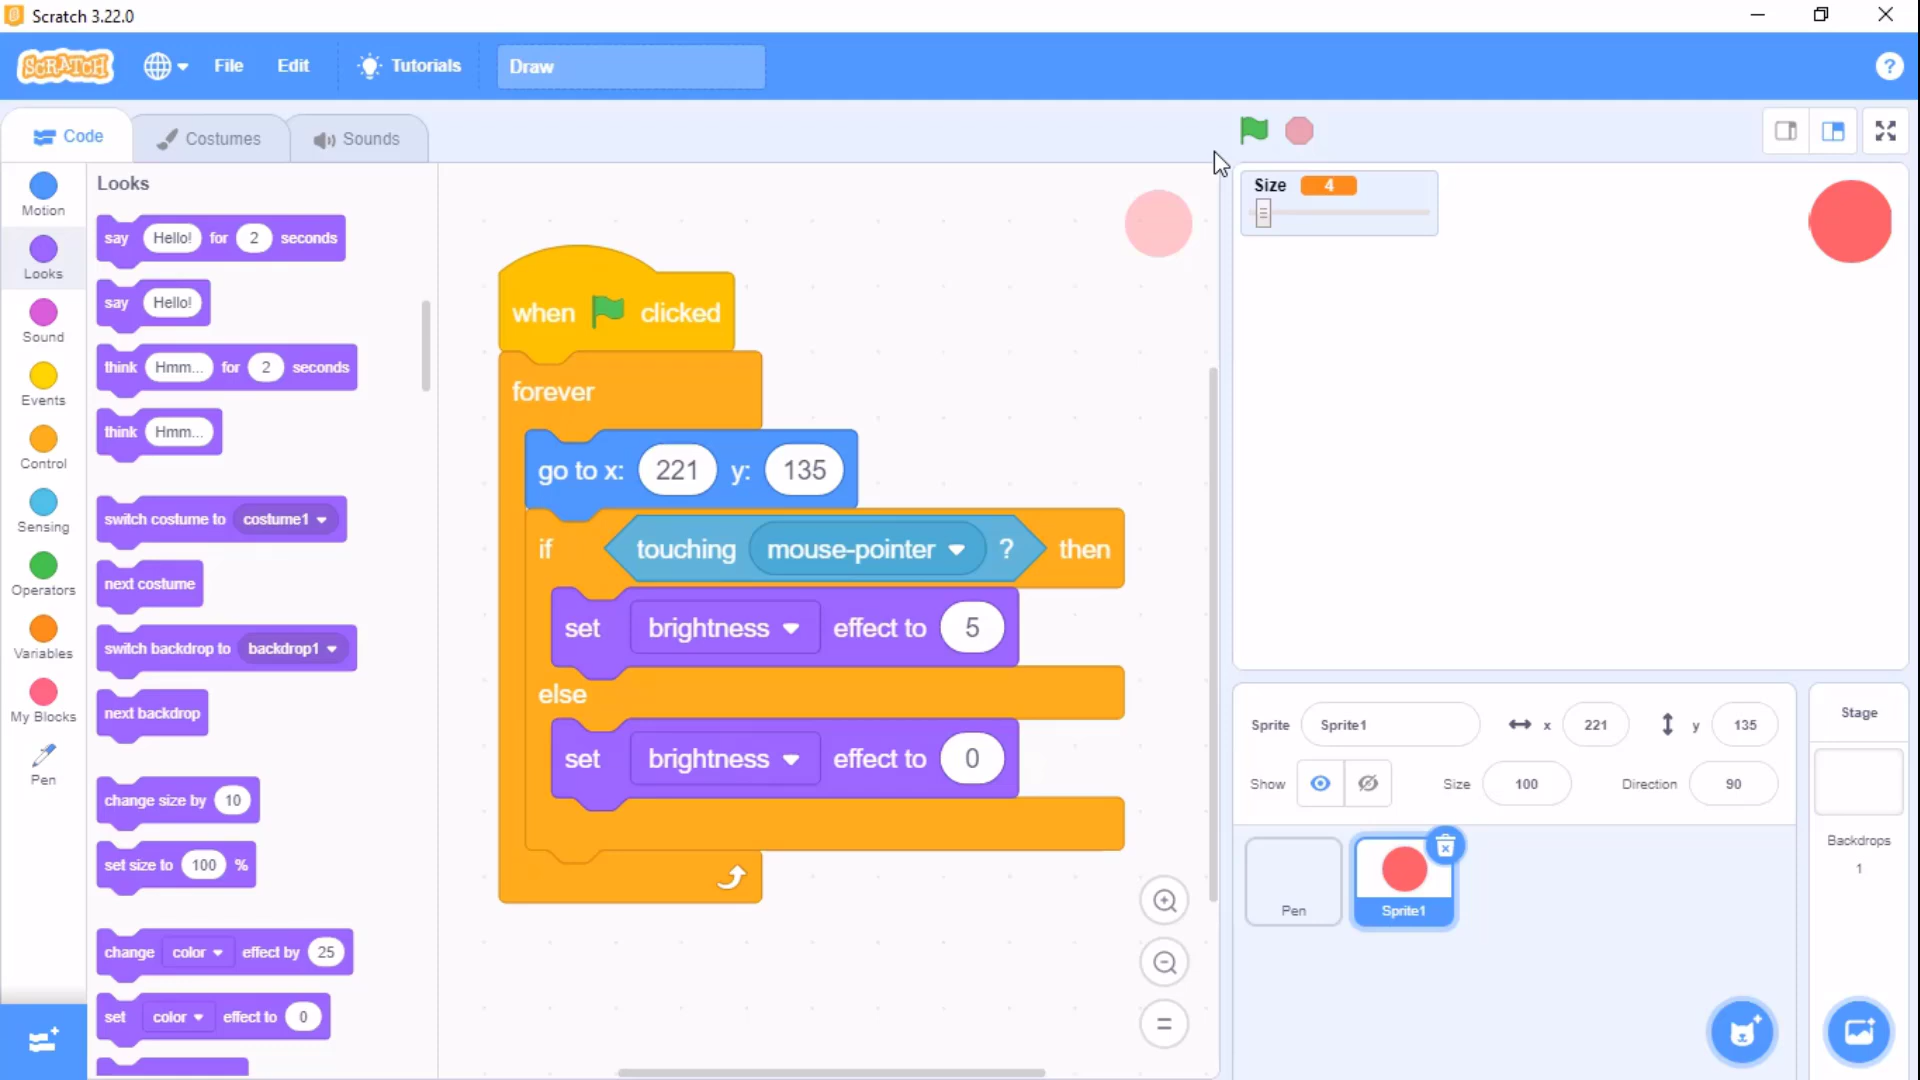 Scratch 3.22.0
SCRATCH
File
Edit
Tutorials
Draw
?
Code
Costumes
Sounds
Motion
Looks
Sound
Events
Control
Sensing
Operators
Variables
My Blocks
Pen
Looks
say Hello! for 2 seconds
say Hello!
think Hmm... for 2 seconds
think Hmm...
switch costume to costume1
next costume
switch backdrop to backdrop1
next backdrop
change size by 10
set size to 100 %
change color effect by 25
set color effect to 0
when clicked
forever
go to x: 221 y: 135
if touching mouse-pointer ? then
set brightness effect to 5
else
set brightness effect to 0
Size 4
Sprite Sprite1 x 221 y 135
Show Size 100 Direction 90
Pen
Sprite1
Stage
Backdrops
1